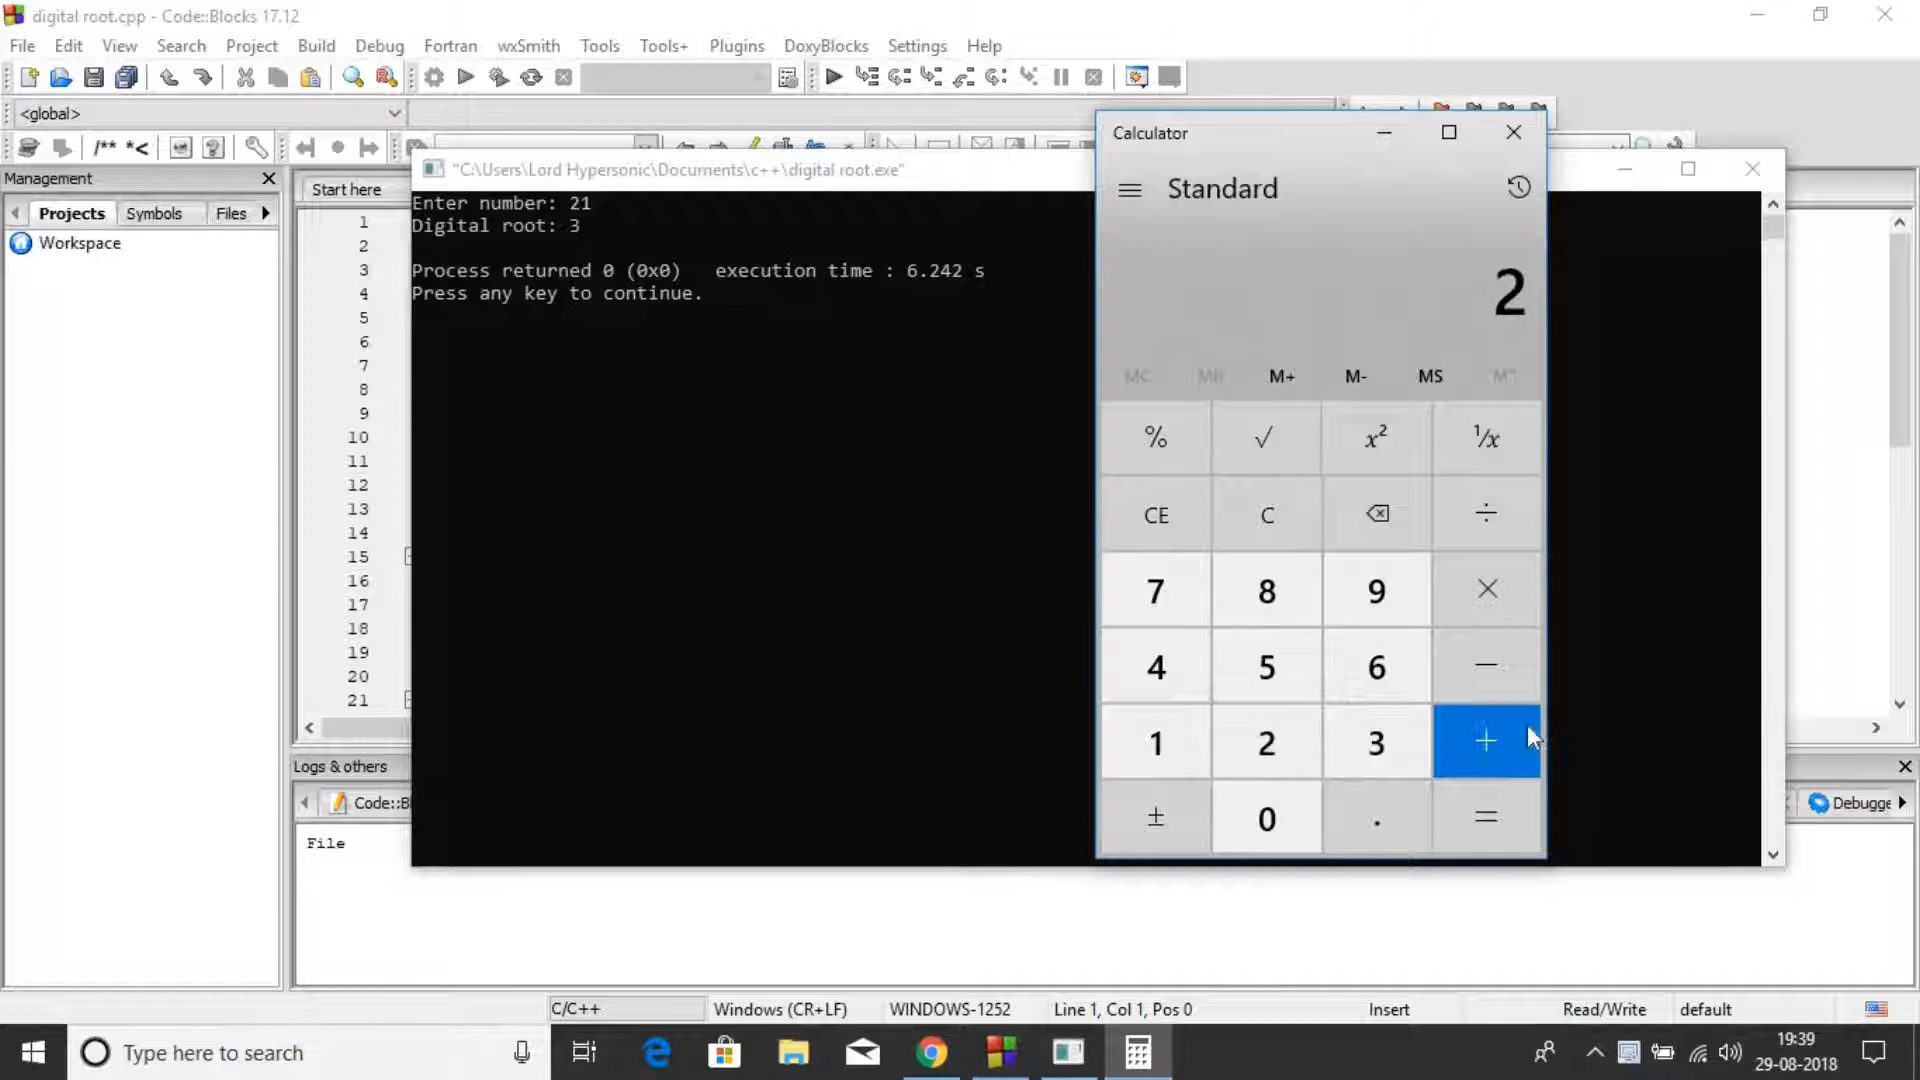 digital root.cpp - Code::Blocks 17.12
File Edit View Search Project Build Debug Fortran wxSmith Tools Tools+ Plugins DoxyBlocks Settings Help
<global>
/** *<
Management
Projects Symbols Files
Workspace
Start here
1
2
3
4
5
6
7
8
9
10
11
12
13
14
15
16
17
18
19
20
21
"C:\Users\Lord Hypersonic\Documents\c++\digital root.exe"
Enter number: 21
Digital root: 3
Process returned 0 (0x0)   execution time : 6.242 s
Press any key to continue.
Calculator
Standard
2
MC MR M+ M- MS
% √ x² ¹/x
CE C ÷
7 8 9 ×
4 5 6 −
1 2 3 +
± 0 . =
Logs & others
Code::Bl
Debugge
File
C/C++ Windows (CR+LF) WINDOWS-1252 Line 1, Col 1, Pos 0 Insert Read/Write default
Type here to search
19:39
29-08-2018